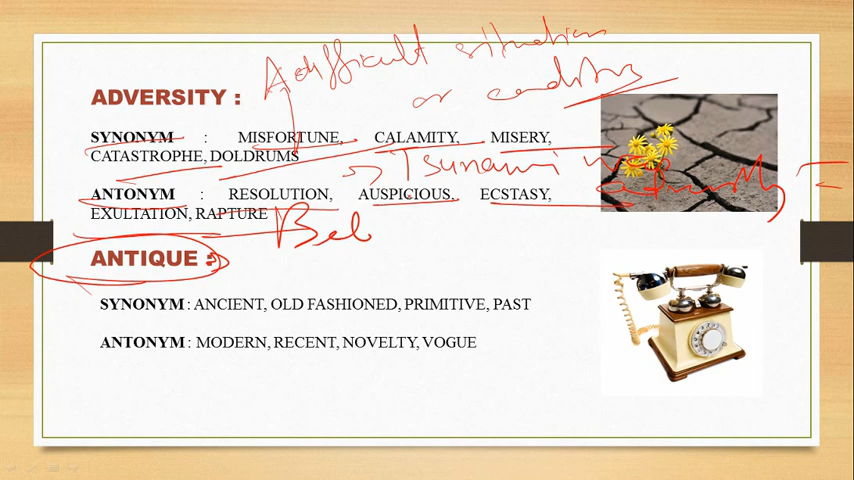 A difficult situation
or condition
ADVERSITY :
SYNONYM : MISFORTUNE, CALAMITY, MISERY,
CATASTROPHE, DOLDRUMS
Tsunami was
ANTONYM : RESOLUTION, AUSPICIOUS, ECSTASY,
EXULTATION, RAPTURE
ANTIQUE :
SYNONYM : ANCIENT, OLD FASHIONED, PRIMITIVE, PAST
ANTONYM : MODERN, RECENT, NOVELTY, VOGUE